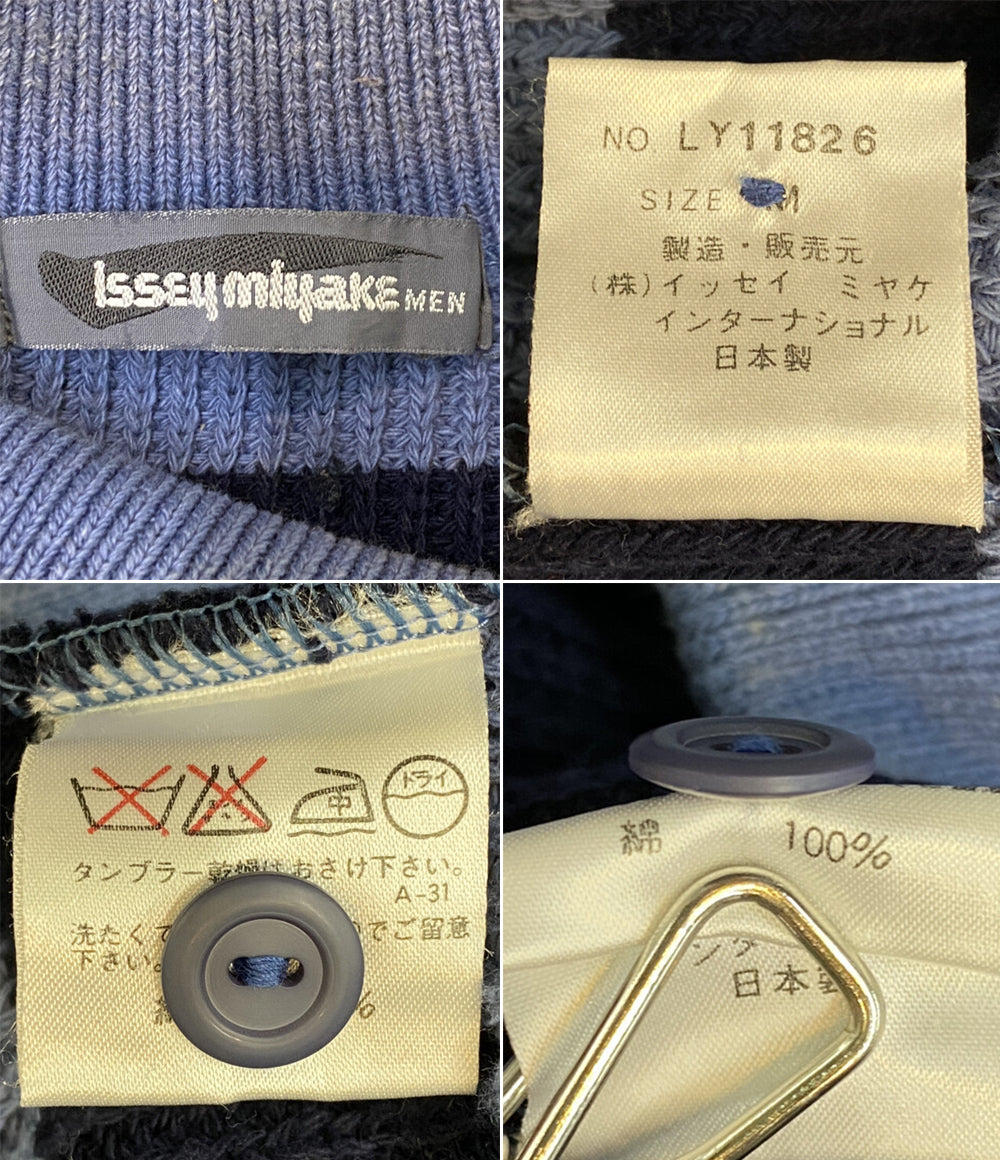 ISSEY miyaKE MEN
NO LY11826
SIZE M
製造・販売元
(株)イッセイ ミヤケ
インターナショナル
日本製
中
ドライ
タンブラー乾燥はおさけ下さい。
A-31
洗たくで でご留意
下さい。
%
綿 100%
日本製